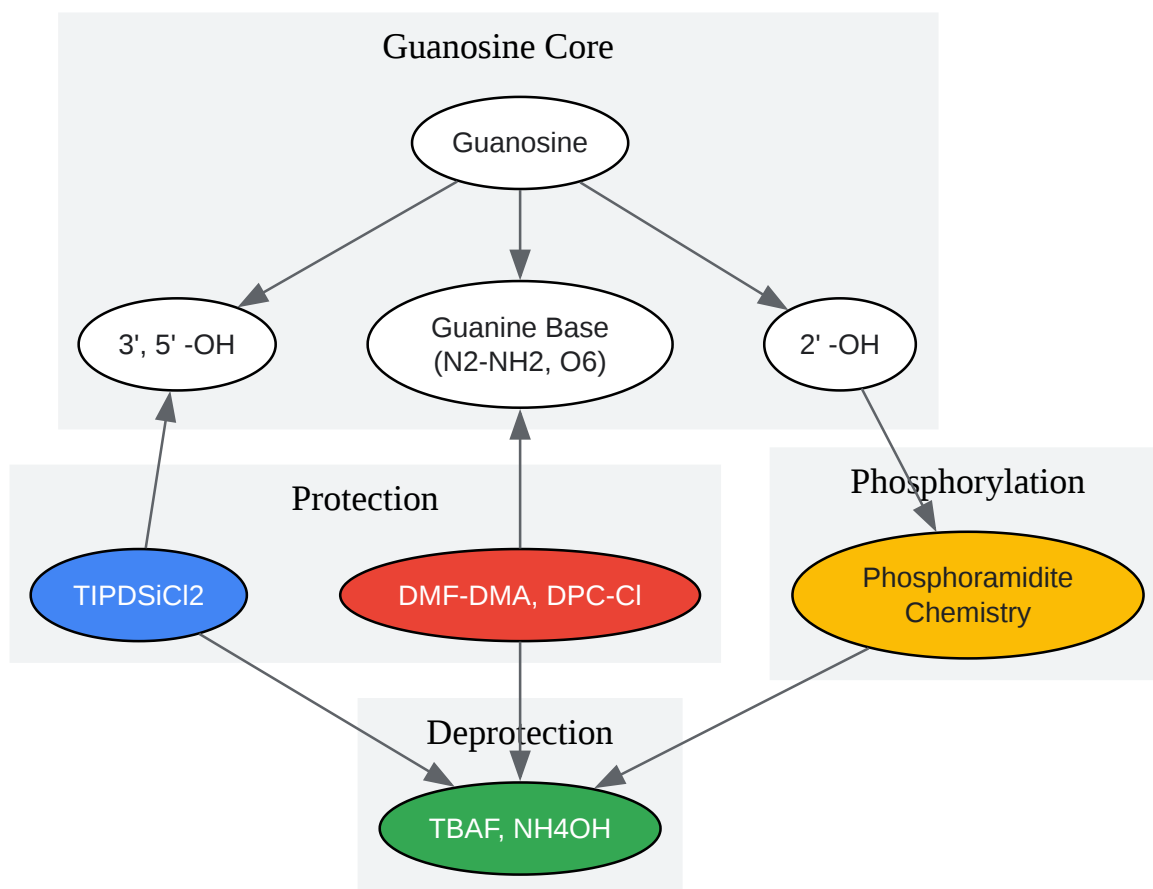 Guanosine Core
Guanosine
3', 5' -OH
Guanine Base
(N2-NH2, O6)
2' -OH
Protection
Phosphorylation
TIPDSiCl2
DMF-DMA, DPC-Cl
Phosphoramidite
Chemistry
Deprotection
TBAF, NH4OH